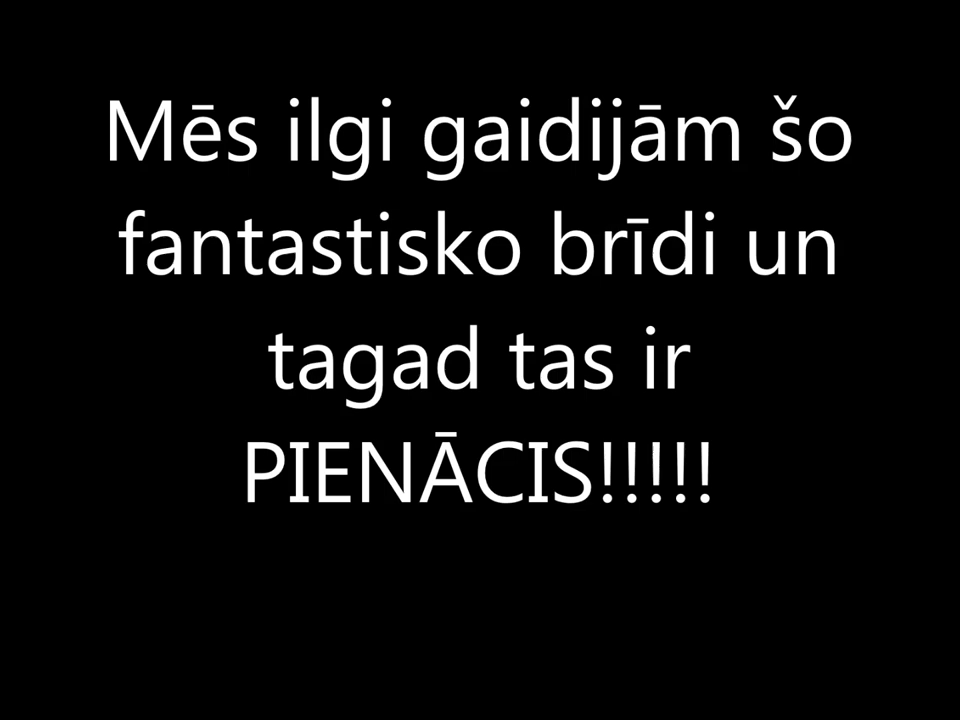 Mēs ilgi gaidijām šo
fantastisko brīdi un
tagad tas ir
PIENĀCIS!!!!!